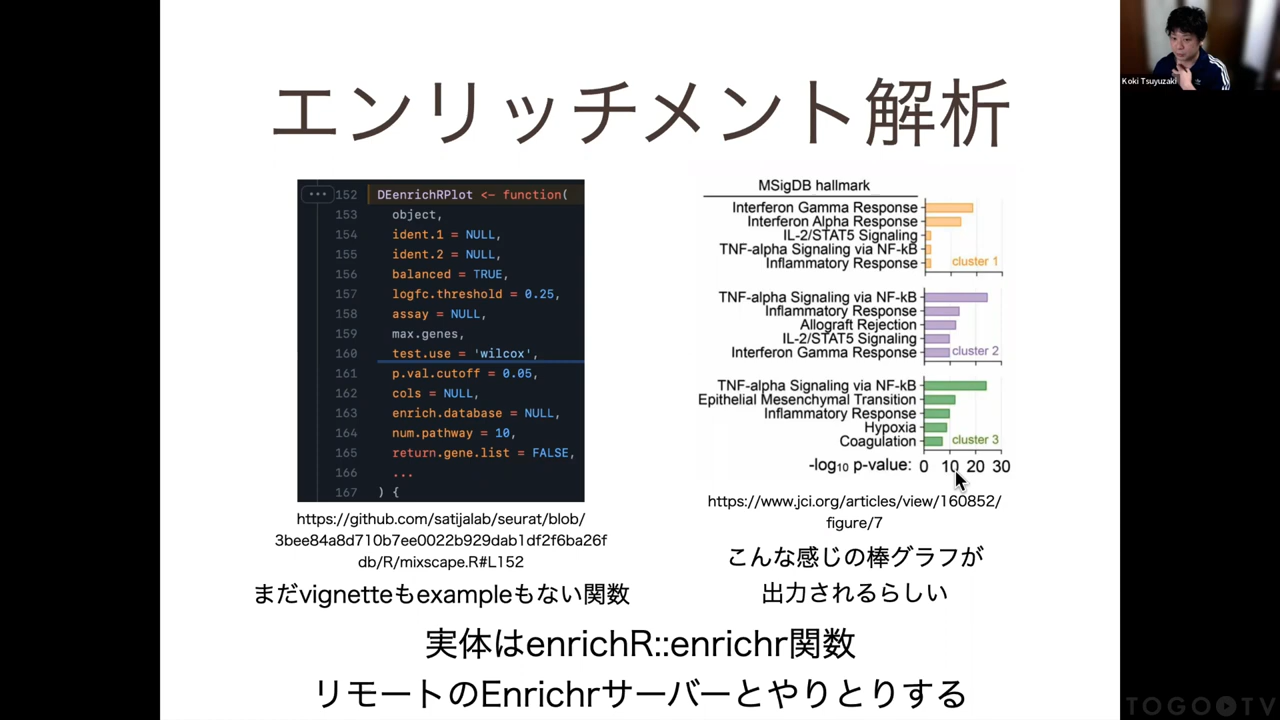 エンリッチメント解析
152 DEenrichRPlot <- function(
153 object,
154 ident.1 = NULL,
155 ident.2 = NULL,
156 balanced = TRUE,
157 logfc.threshold = 0.25,
158 assay = NULL,
159 max.genes,
160 test.use = 'wilcox',
161 p.val.cutoff = 0.05,
162 cols = NULL,
163 enrich.database = NULL,
164 num.pathway = 10,
165 return.gene.list = FALSE,
166 ...
167 ) {
https://github.com/satijalab/seurat/blob/
3bee84a8d710b7ee0022b929dab1df2f6ba26f
db/R/mixscape.R#L152
まだvignetteもexampleもない関数
MSigDB hallmark
Interferon Gamma Response
Interferon Alpha Response
IL-2/STAT5 Signaling
TNF-alpha Signaling via NF-kB
Inflammatory Response
cluster 1
TNF-alpha Signaling via NF-kB
Inflammatory Response
Allograft Rejection
IL-2/STAT5 Signaling
Interferon Gamma Response
cluster 2
TNF-alpha Signaling via NF-kB
Epithelial Mesenchymal Transition
Inflammatory Response
Hypoxia
Coagulation
cluster 3
-log₁₀ p-value: 0 10 20 30
https://www.jci.org/articles/view/160852/
figure/7
こんな感じの棒グラフが
出力されるらしい
実体はenrichR::enrichr関数
リモートのEnrichrサーバーとやりとりする
Koki Tsuyuzaki
TOGO TV